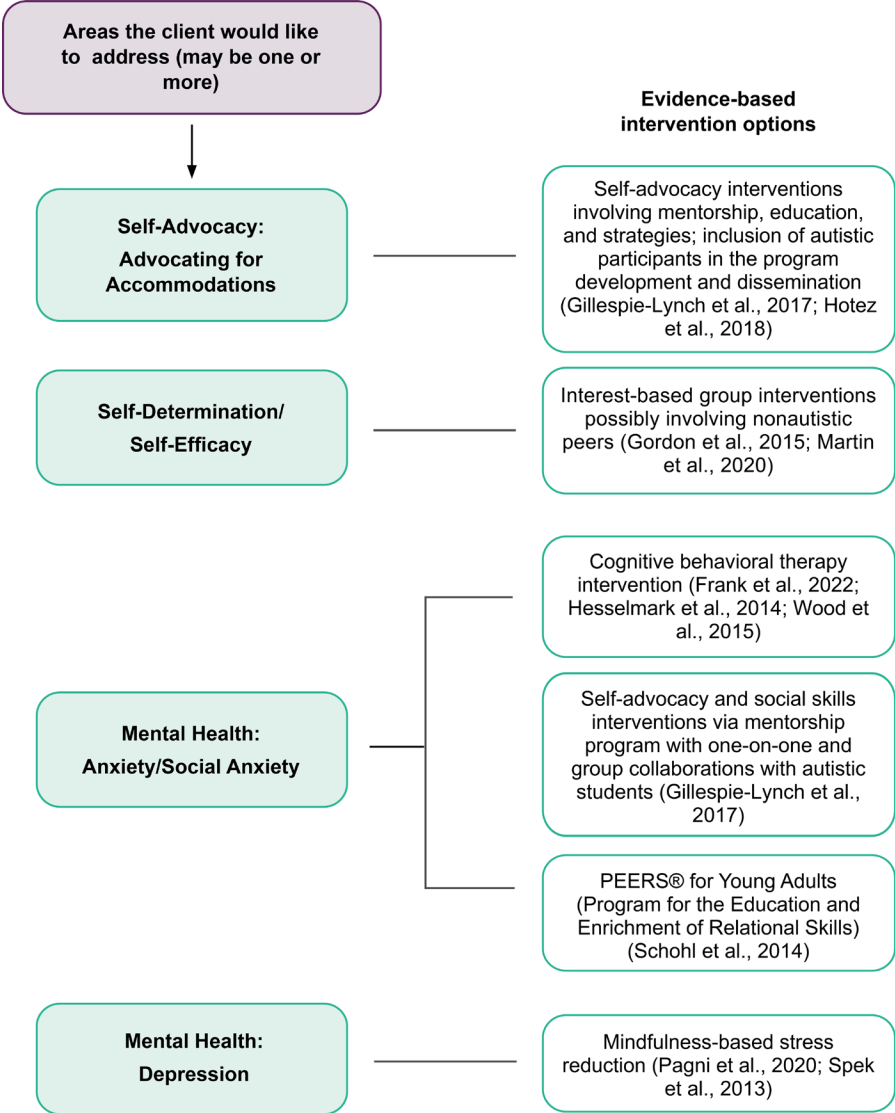 Areas the client would like
to address (may be one or
more)
Evidence-based
intervention options
Self-Advocacy:
Advocating for
Accommodations
Self-advocacy interventions
involving mentorship, education,
and strategies; inclusion of autistic
participants in the program
development and dissemination
(Gillespie-Lynch et al., 2017; Hotez
et al., 2018)
Self-Determination/
Self-Efficacy
Interest-based group interventions
possibly involving nonautistic
peers (Gordon et al., 2015; Martin
et al., 2020)
Mental Health:
Anxiety/Social Anxiety
Cognitive behavioral therapy
intervention (Frank et al., 2022;
Hesselmark et al., 2014; Wood et
al., 2015)
Self-advocacy and social skills
interventions via mentorship
program with one-on-one and
group collaborations with autistic
students (Gillespie-Lynch et al.,
2017)
PEERS® for Young Adults
(Program for the Education and
Enrichment of Relational Skills)
(Schohl et al., 2014)
Mental Health:
Depression
Mindfulness-based stress
reduction (Pagni et al., 2020; Spek
et al., 2013)